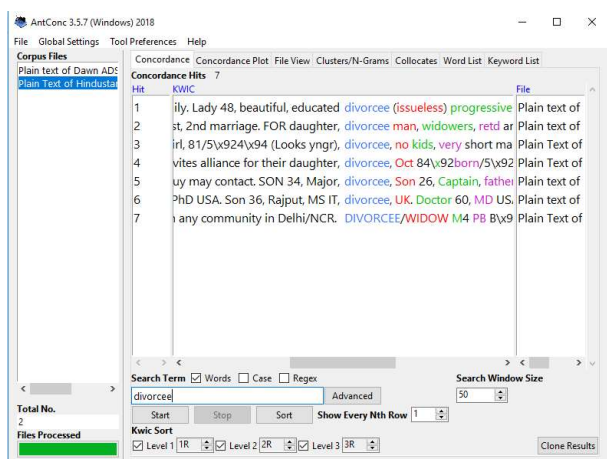 AntConc 3.5.7 (Windows) 2018
File Global Settings Tool Preferences Help
Corpus Files
Plain text of Dawn ADS
Plain Text of Hindustan
Total No.
2
Files Processed
Concordance Concordance Plot File View Clusters/N-Grams Collocates Word List Keyword List
Concordance Hits 7
Hit KWIC File
1 ily. Lady 48, beautiful, educated divorcee (issueless) progressive Plain text of
2 st, 2nd marriage. FOR daughter, divorcee man, widowers, retd ar Plain text of
3 irl, 81/5\x924\x94 (Looks yngr), divorcee, no kids, very short ma Plain Text of
4 vites alliance for their daughter, divorcee, Oct 84\x92born/5\x92 Plain Text of
5 uy may contact. SON 34, Major, divorcee, Son 26, Captain, father Plain Text of
6 PhD USA. Son 36, Rajput, MS IT, divorcee, UK. Doctor 60, MD US, Plain Text of
7 any community in Delhi/NCR. DIVORCEE/WIDOW M4 PB B\x9 Plain Text of
Search Term Words Case Regex Search Window Size
divorcee Advanced 50
Start Stop Sort Show Every Nth Row 1
Kwic Sort
Level 1 1R Level 2 2R Level 3 3R Clone Results